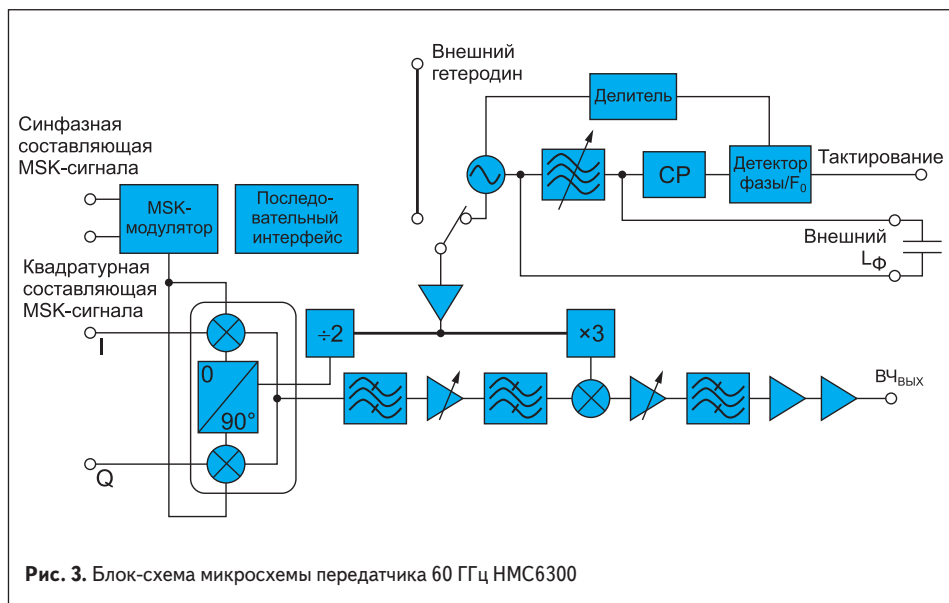 Внешний
гетеродин
Делитель
Синфазная
составляющая
MSK-сигнала
СР
Детектор
фазы/F₀
Тактирование
MSK-
модулятор
Последо-
вательный
интерфейс
Внешний
LФ
Квадратурная
составляющая
MSK-сигнала
I
÷2
×3
0
90°
ВЧВЫХ
Q
Рис. 3. Блок-схема микросхемы передатчика 60 ГГц HMC6300